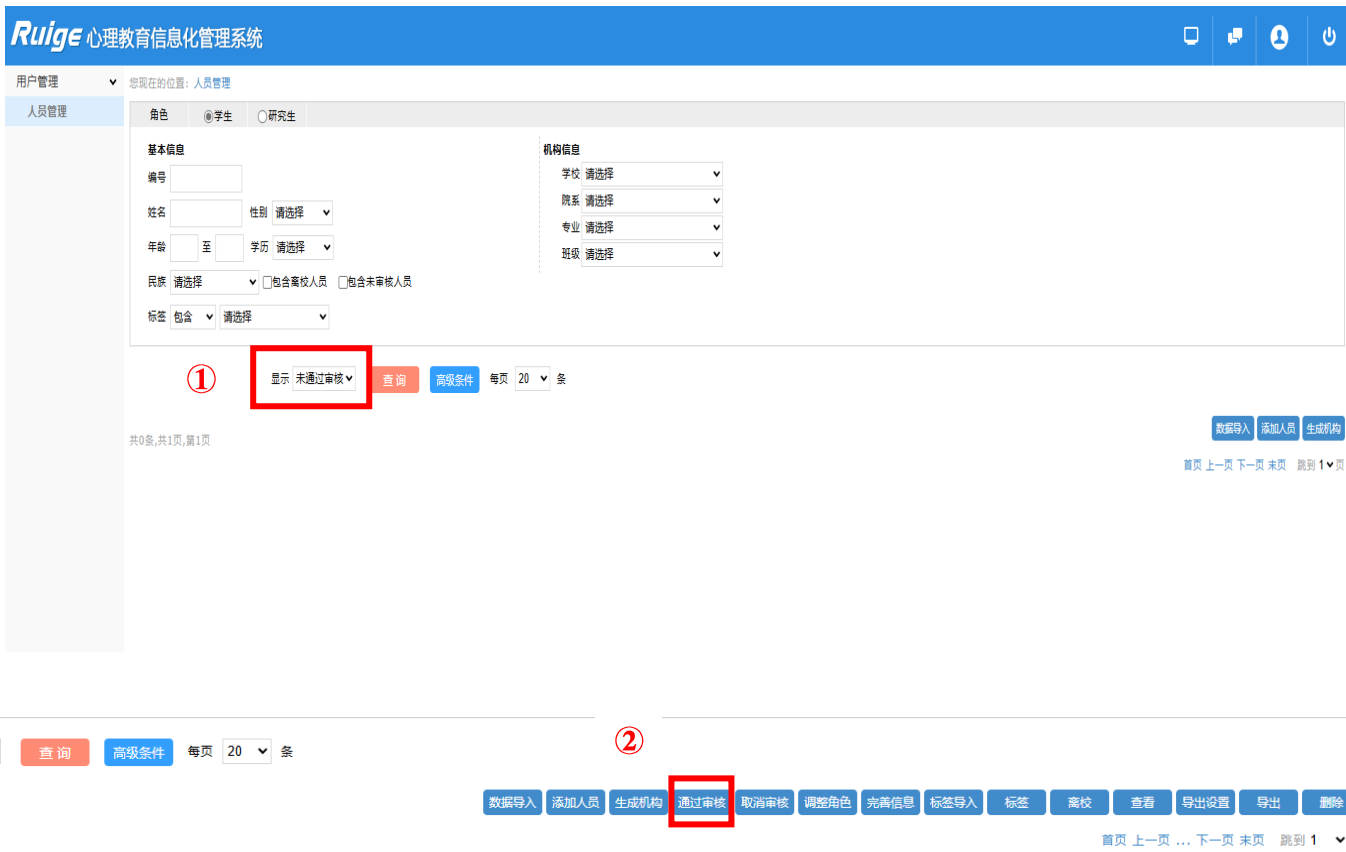 Ruige 心理教育信息化管理系统
用户管理
您现在的位置：人员管理
人员管理
角色 学生 研究生
基本信息 机构信息
编号 学校 请选择
院系 请选择
姓名 性别 请选择
专业 请选择
年龄 至 学历 请选择
班级 请选择
民族 请选择 包含离校人员 包含未审核人员
标签 包含 请选择
① 显示 未通过审核 查询 高级条件 每页 20 条
数据导入 添加人员 生成机构
共0条,共1页,第1页
首页 上一页 下一页 末页 跳到 1 页
②
查询 高级条件 每页 20 条
数据导入 添加人员 生成机构 通过审核 取消审核 调整角色 完善信息 标签导入 标签 离校 查看 导出设置 导出 删除
首页 上一页 ... 下一页 末页 跳到 1